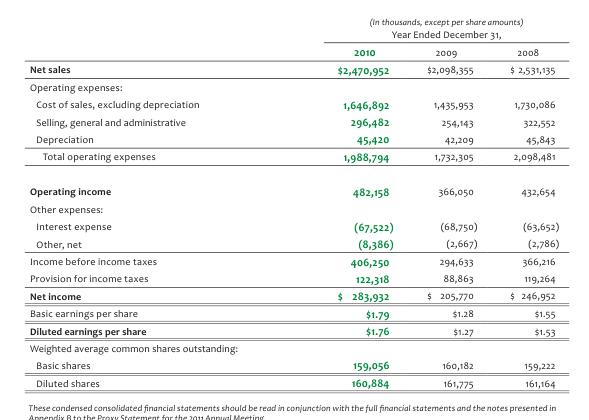 (In thousands, except per share amounts)
Year Ended December 31,
2010 2009 2008
Net sales $2,470,952 $2,098,355 $ 2,531,135
Operating expenses:
Cost of sales, excluding depreciation 1,646,892 1,435,953 1,730,086
Selling, general and administrative 296,482 254,143 322,552
Depreciation 45,420 42,209 45,843
Total operating expenses 1,988,794 1,732,305 2,098,481
Operating income 482,158 366,050 432,654
Other expenses:
Interest expense (67,522) (68,750) (63,652)
Other, net (8,386) (2,667) (2,786)
Income before income taxes 406,250 294,633 366,216
Provision for income taxes 122,318 88,863 119,264
Net income $ 283,932 $ 205,770 $ 246,952
Basic earnings per share $1.79 $1.28 $1.55
Diluted earnings per share $1.76 $1.27 $1.53
Weighted average common shares outstanding:
Basic shares 159,056 160,182 159,222
Diluted shares 160,884 161,775 161,164
These condensed consolidated financial statements should be read in conjunction with the full financial statements and the notes presented in
Appendix B to the Proxy Statement for the 2011 Annual Meeting.